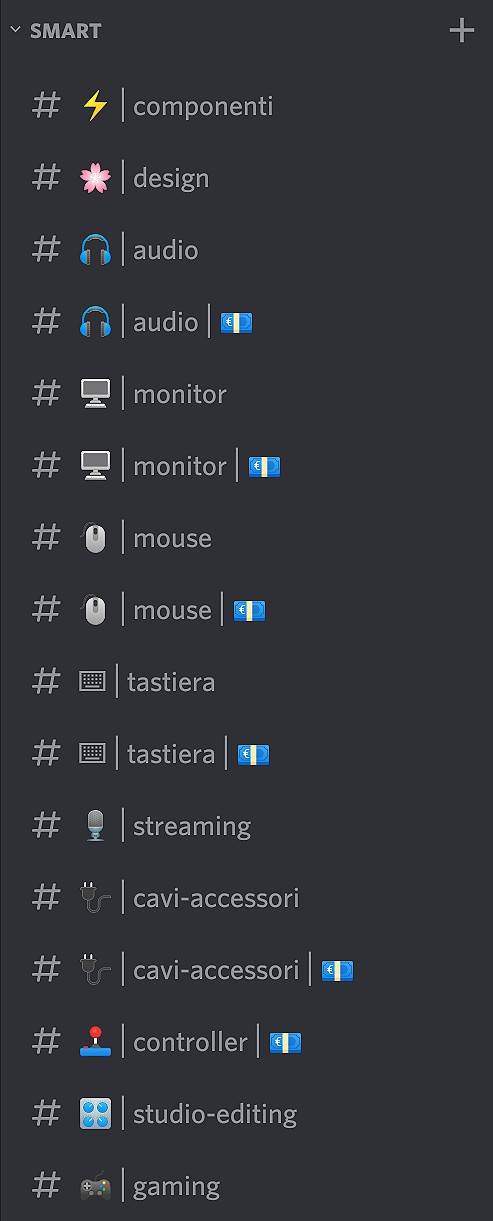 SMART
# ⚡ | componenti
# 🌸 | design
# 🎧 | audio
# 🎧 | audio | 💶
# 🖥️ | monitor
# 🖥️ | monitor | 💶
# 🖱️ | mouse
# 🖱️ | mouse | 💶
# ⌨ | tastiera
# ⌨ | tastiera | 💶
# 🎙️ | streaming
# 🔌 | cavi-accessori
# 🔌 | cavi-accessori | 💶
# 🕹️ | controller | 💶
# 🎛️ | studio-editing
# 🎮 | gaming